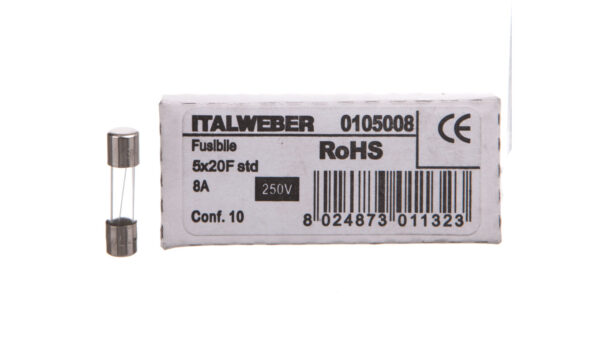 ITALWEBER 0105008 CE
Fusibile RoHS
5x20F std
8A 250V
Conf. 10 8 024873 011323